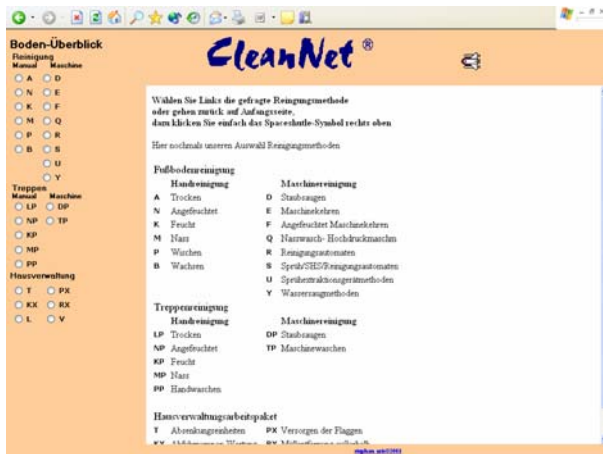 Boden-Überblick
CleanNet ®
Reinigung
Manual Maschine
A D
N E
K F
M Q
P R
B S
U
Y
Treppen
Manual Maschine
LP DP
NP TP
KP
MP
PP
Hausverwaltung
T PX
KX RX
L V
Wählen Sie Links die gefragte Reingungsmethode
oder gehen zurück auf Anfangsseite,
dazu klicken Sie einfach das Spaceshutle-Symbol rechts oben
Hier nochmals unseren Auswahl Reinigungsmethoden
Fußbodenreinigung
Handreinigung Maschinereinigung
A Trocken D Staubsaugen
N Angefeuchtet E Maschinekehren
K Feucht F Angefeuchtet Maschinekehren
M Nass Q Nasswasch- Hochdruckmaschin
P Wischen R Reinigungsautomaten
B Wachsen S Sprüh/SHS/Reinigungsautomaten
U Sprühextraktionsgerätmethoden
Y Wassersaugmethoden
Treppenreinigung
Handreinigung Maschinereinigung
LP Trocken DP Staubsaugen
NP Angefeuchtet TP Maschinewaschen
KP Feucht
MP Nass
PP Handwaschen
Hausverwaltungsarbeitspaket
T Absenkungseinheiten PX Versorgen der Flaggen